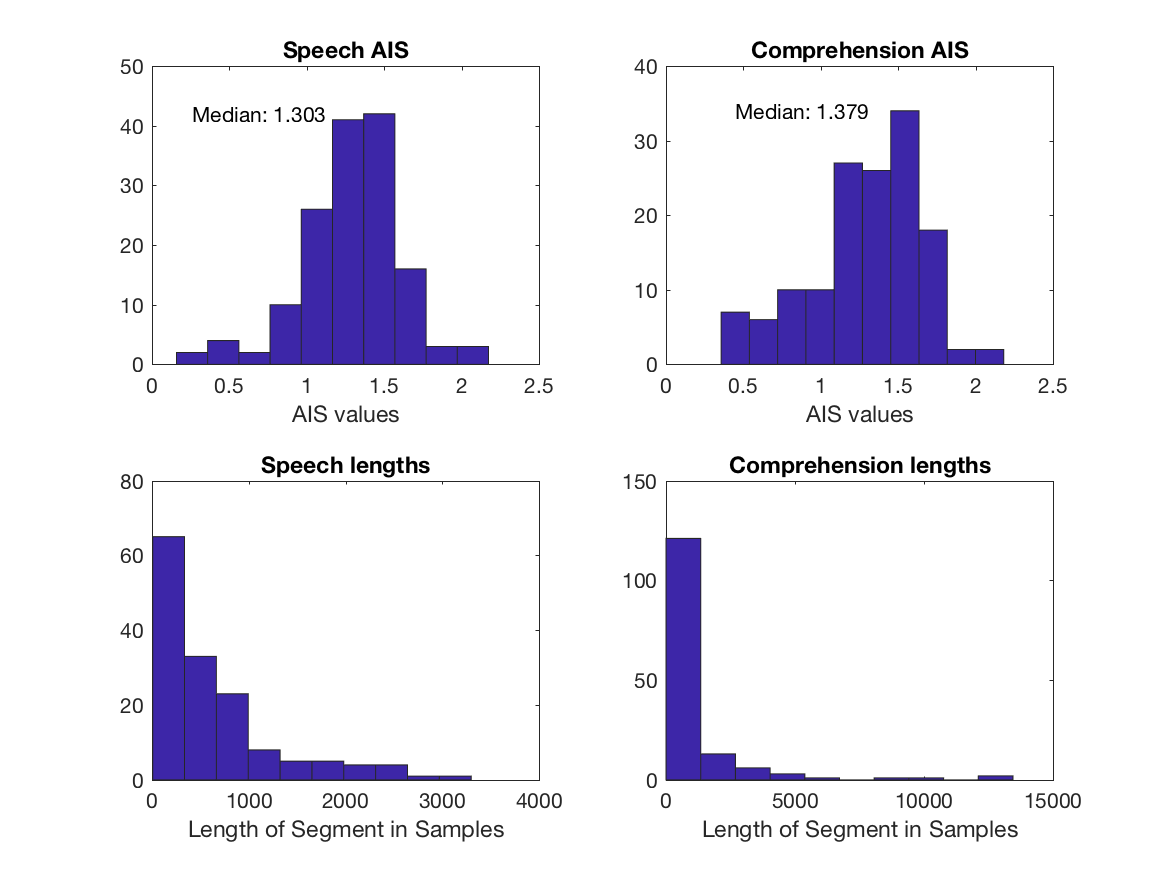 Speech AIS
50
40
30
20
10
0
Median: 1.303
0 0.5 1 1.5 2 2.5
AIS values
Comprehension AIS
40
30
20
10
0
Median: 1.379
0 0.5 1 1.5 2 2.5
AIS values
Speech lengths
80
60
40
20
0
0 1000 2000 3000 4000
Length of Segment in Samples
Comprehension lengths
150
100
50
0
0 5000 10000 15000
Length of Segment in Samples